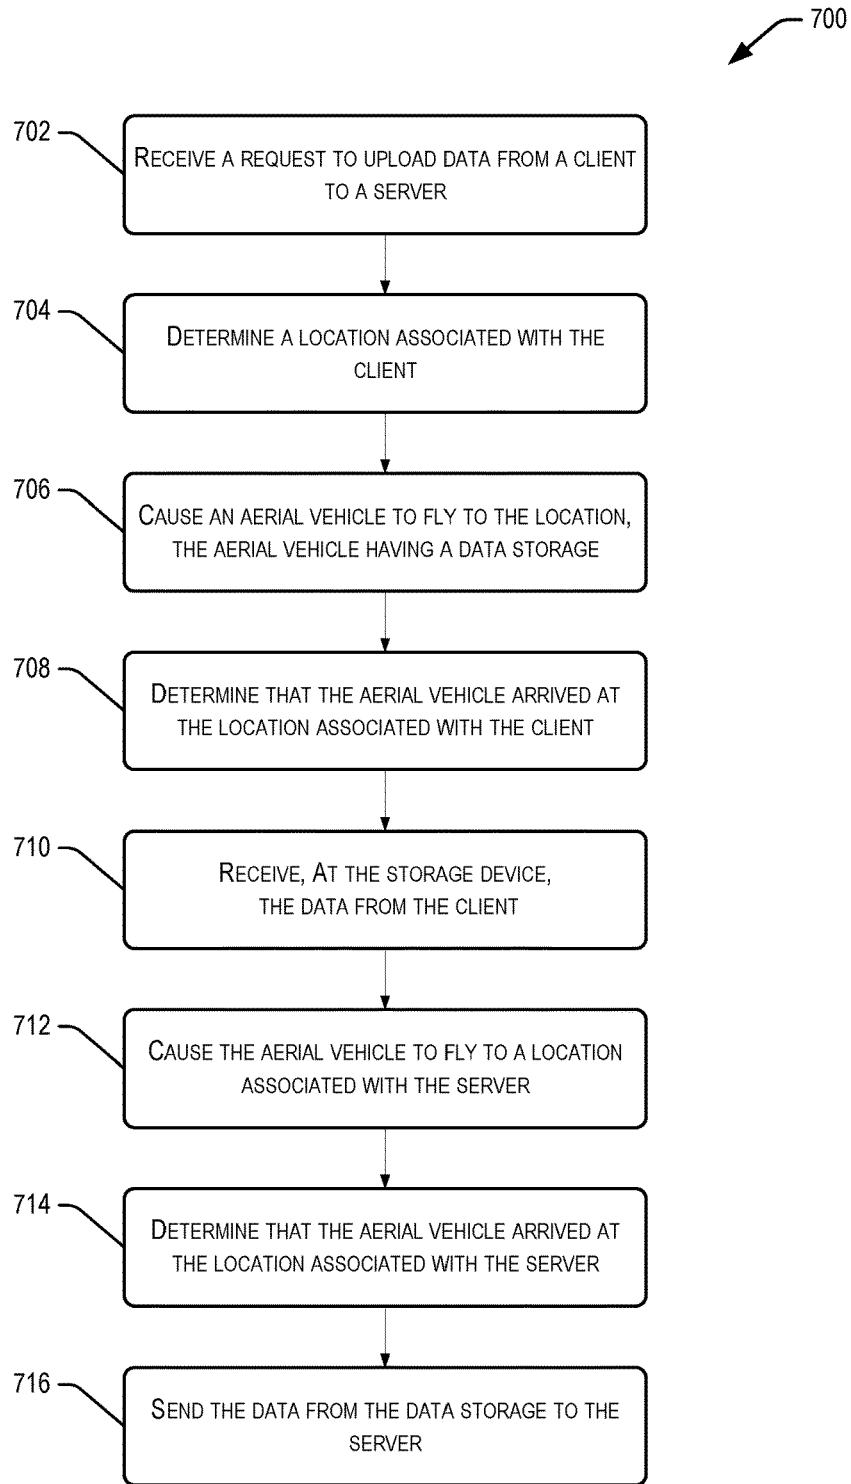 700
702
RECEIVE A REQUEST TO UPLOAD DATA FROM A CLIENT
TO A SERVER
704
DETERMINE A LOCATION ASSOCIATED WITH THE
CLIENT
706
CAUSE AN AERIAL VEHICLE TO FLY TO THE LOCATION,
THE AERIAL VEHICLE HAVING A DATA STORAGE
708
DETERMINE THAT THE AERIAL VEHICLE ARRIVED AT
THE LOCATION ASSOCIATED WITH THE CLIENT
710
RECEIVE, AT THE STORAGE DEVICE,
THE DATA FROM THE CLIENT
712
CAUSE THE AERIAL VEHICLE TO FLY TO A LOCATION
ASSOCIATED WITH THE SERVER
714
DETERMINE THAT THE AERIAL VEHICLE ARRIVED AT
THE LOCATION ASSOCIATED WITH THE SERVER
716
SEND THE DATA FROM THE DATA STORAGE TO THE
SERVER